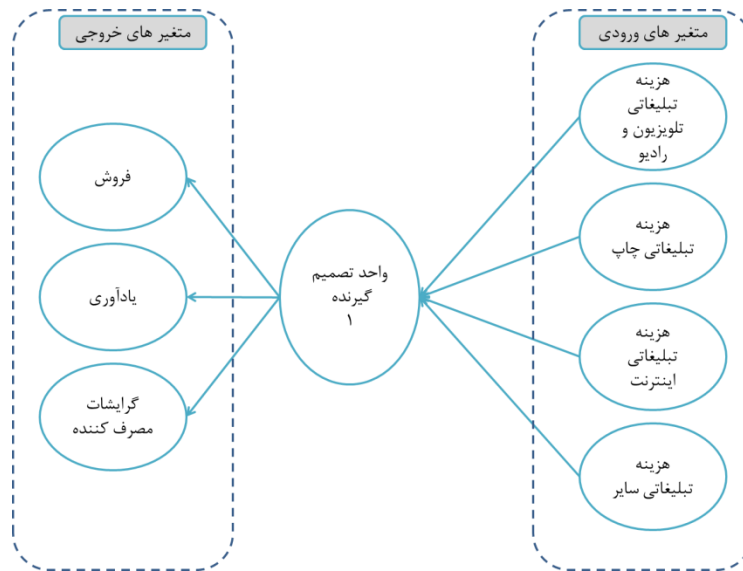 متغیر های ورودی
هزینه
تبلیغاتی
تلویزیون و
رادیو
هزینه
تبلیغاتی چاپ
هزینه
تبلیغاتی
اینترنت
هزینه
تبلیغاتی سایر
واحد تصمیم
گیرنده
۱
متغیر های خروجی
فروش
یادآوری
گرایشات
مصرف کننده